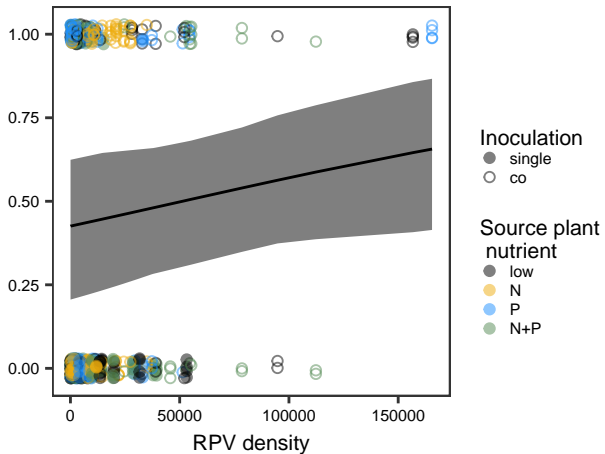 1.00
0.75
0.50
0.25
0.00
0
50000
100000
150000
RPV density
Inoculation
single
co
Source plant
nutrient
low
N
P
N+P